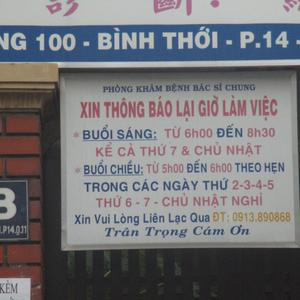 NG 100 - BÌNH THỚI - P.14 -
PHÒNG KHÁM BỆNH BÁC SĨ CHUNG
XIN THÔNG BÁO LẠI GIỜ LÀM VIỆC
* BUỔI SÁNG: TỪ 6h00 ĐẾN 8h30
KỂ CẢ THỨ 7 & CHỦ NHẬT
* BUỔI CHIỀU: TỪ 5h00 ĐẾN 6h00 THEO HẸN
TRONG CÁC NGÀY THỨ 2-3-4-5
THỨ 6 - 7 - CHỦ NHẬT NGHỈ
Xin Vui Lòng Liên Lạc Qua ĐT: 0913.890868
Trân Trọng Cám Ơn
B
.P14.Q.11
KÈM